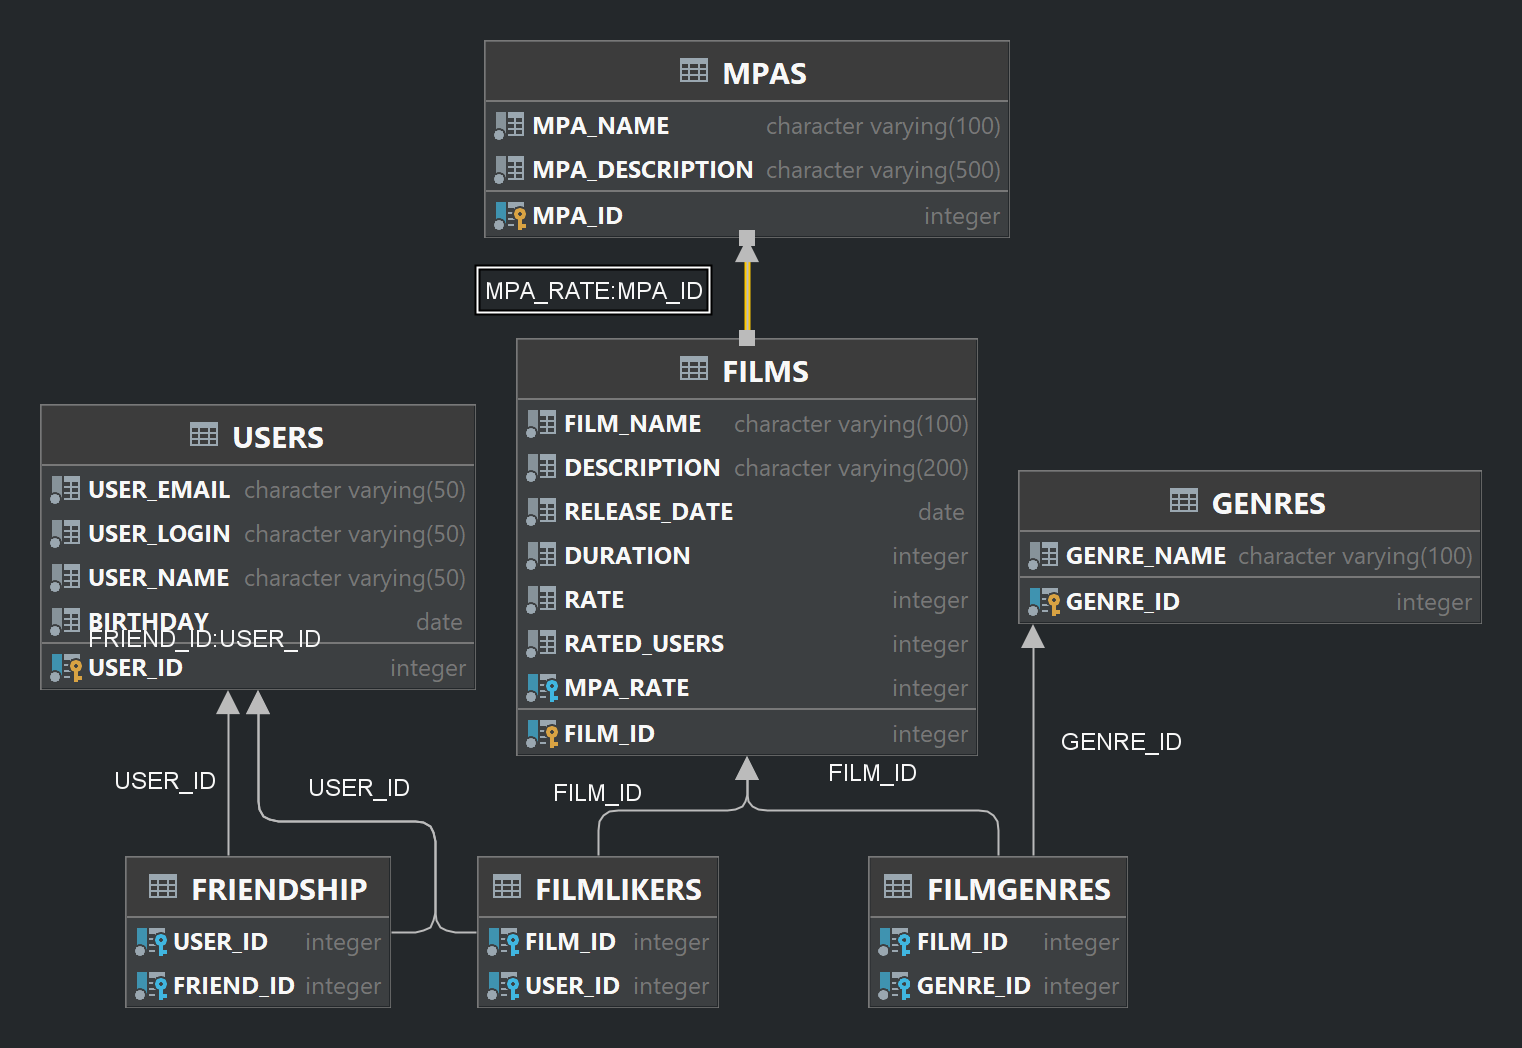 MPAS
MPA_NAME character varying(100)
MPA_DESCRIPTION character varying(500)
MPA_ID integer
MPA_RATE:MPA_ID
FILMS
FILM_NAME character varying(100)
DESCRIPTION character varying(200)
RELEASE_DATE date
DURATION integer
RATE integer
RATED_USERS integer
MPA_RATE integer
FILM_ID integer
USERS
USER_EMAIL character varying(50)
USER_LOGIN character varying(50)
USER_NAME character varying(50)
BIRTHDAY date
FRIEND_ID:USER_ID
USER_ID integer
GENRES
GENRE_NAME character varying(100)
GENRE_ID integer
USER_ID
USER_ID
FILM_ID
FILM_ID
GENRE_ID
FRIENDSHIP
USER_ID integer
FRIEND_ID integer
FILMLIKERS
FILM_ID integer
USER_ID integer
FILMGENRES
FILM_ID integer
GENRE_ID integer